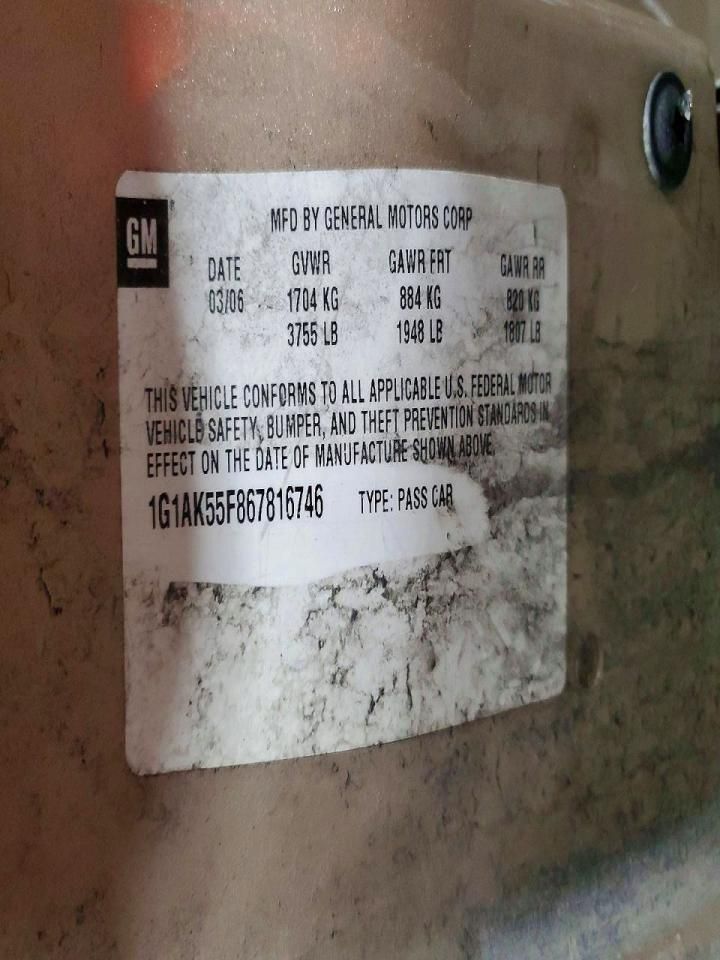 GM
MFD BY GENERAL MOTORS CORP
DATE GVWR GAWR FRT GAWR RR
03/06 1704 KG 884 KG 820 KG
3755 LB 1948 LB 1807 LB
THIS VEHICLE CONFORMS TO ALL APPLICABLE U.S. FEDERAL MOTOR
VEHICLE SAFETY, BUMPER, AND THEFT PREVENTION STANDARDS IN
EFFECT ON THE DATE OF MANUFACTURE SHOWN ABOVE.
1G1AK55F867816746 TYPE: PASS CAR